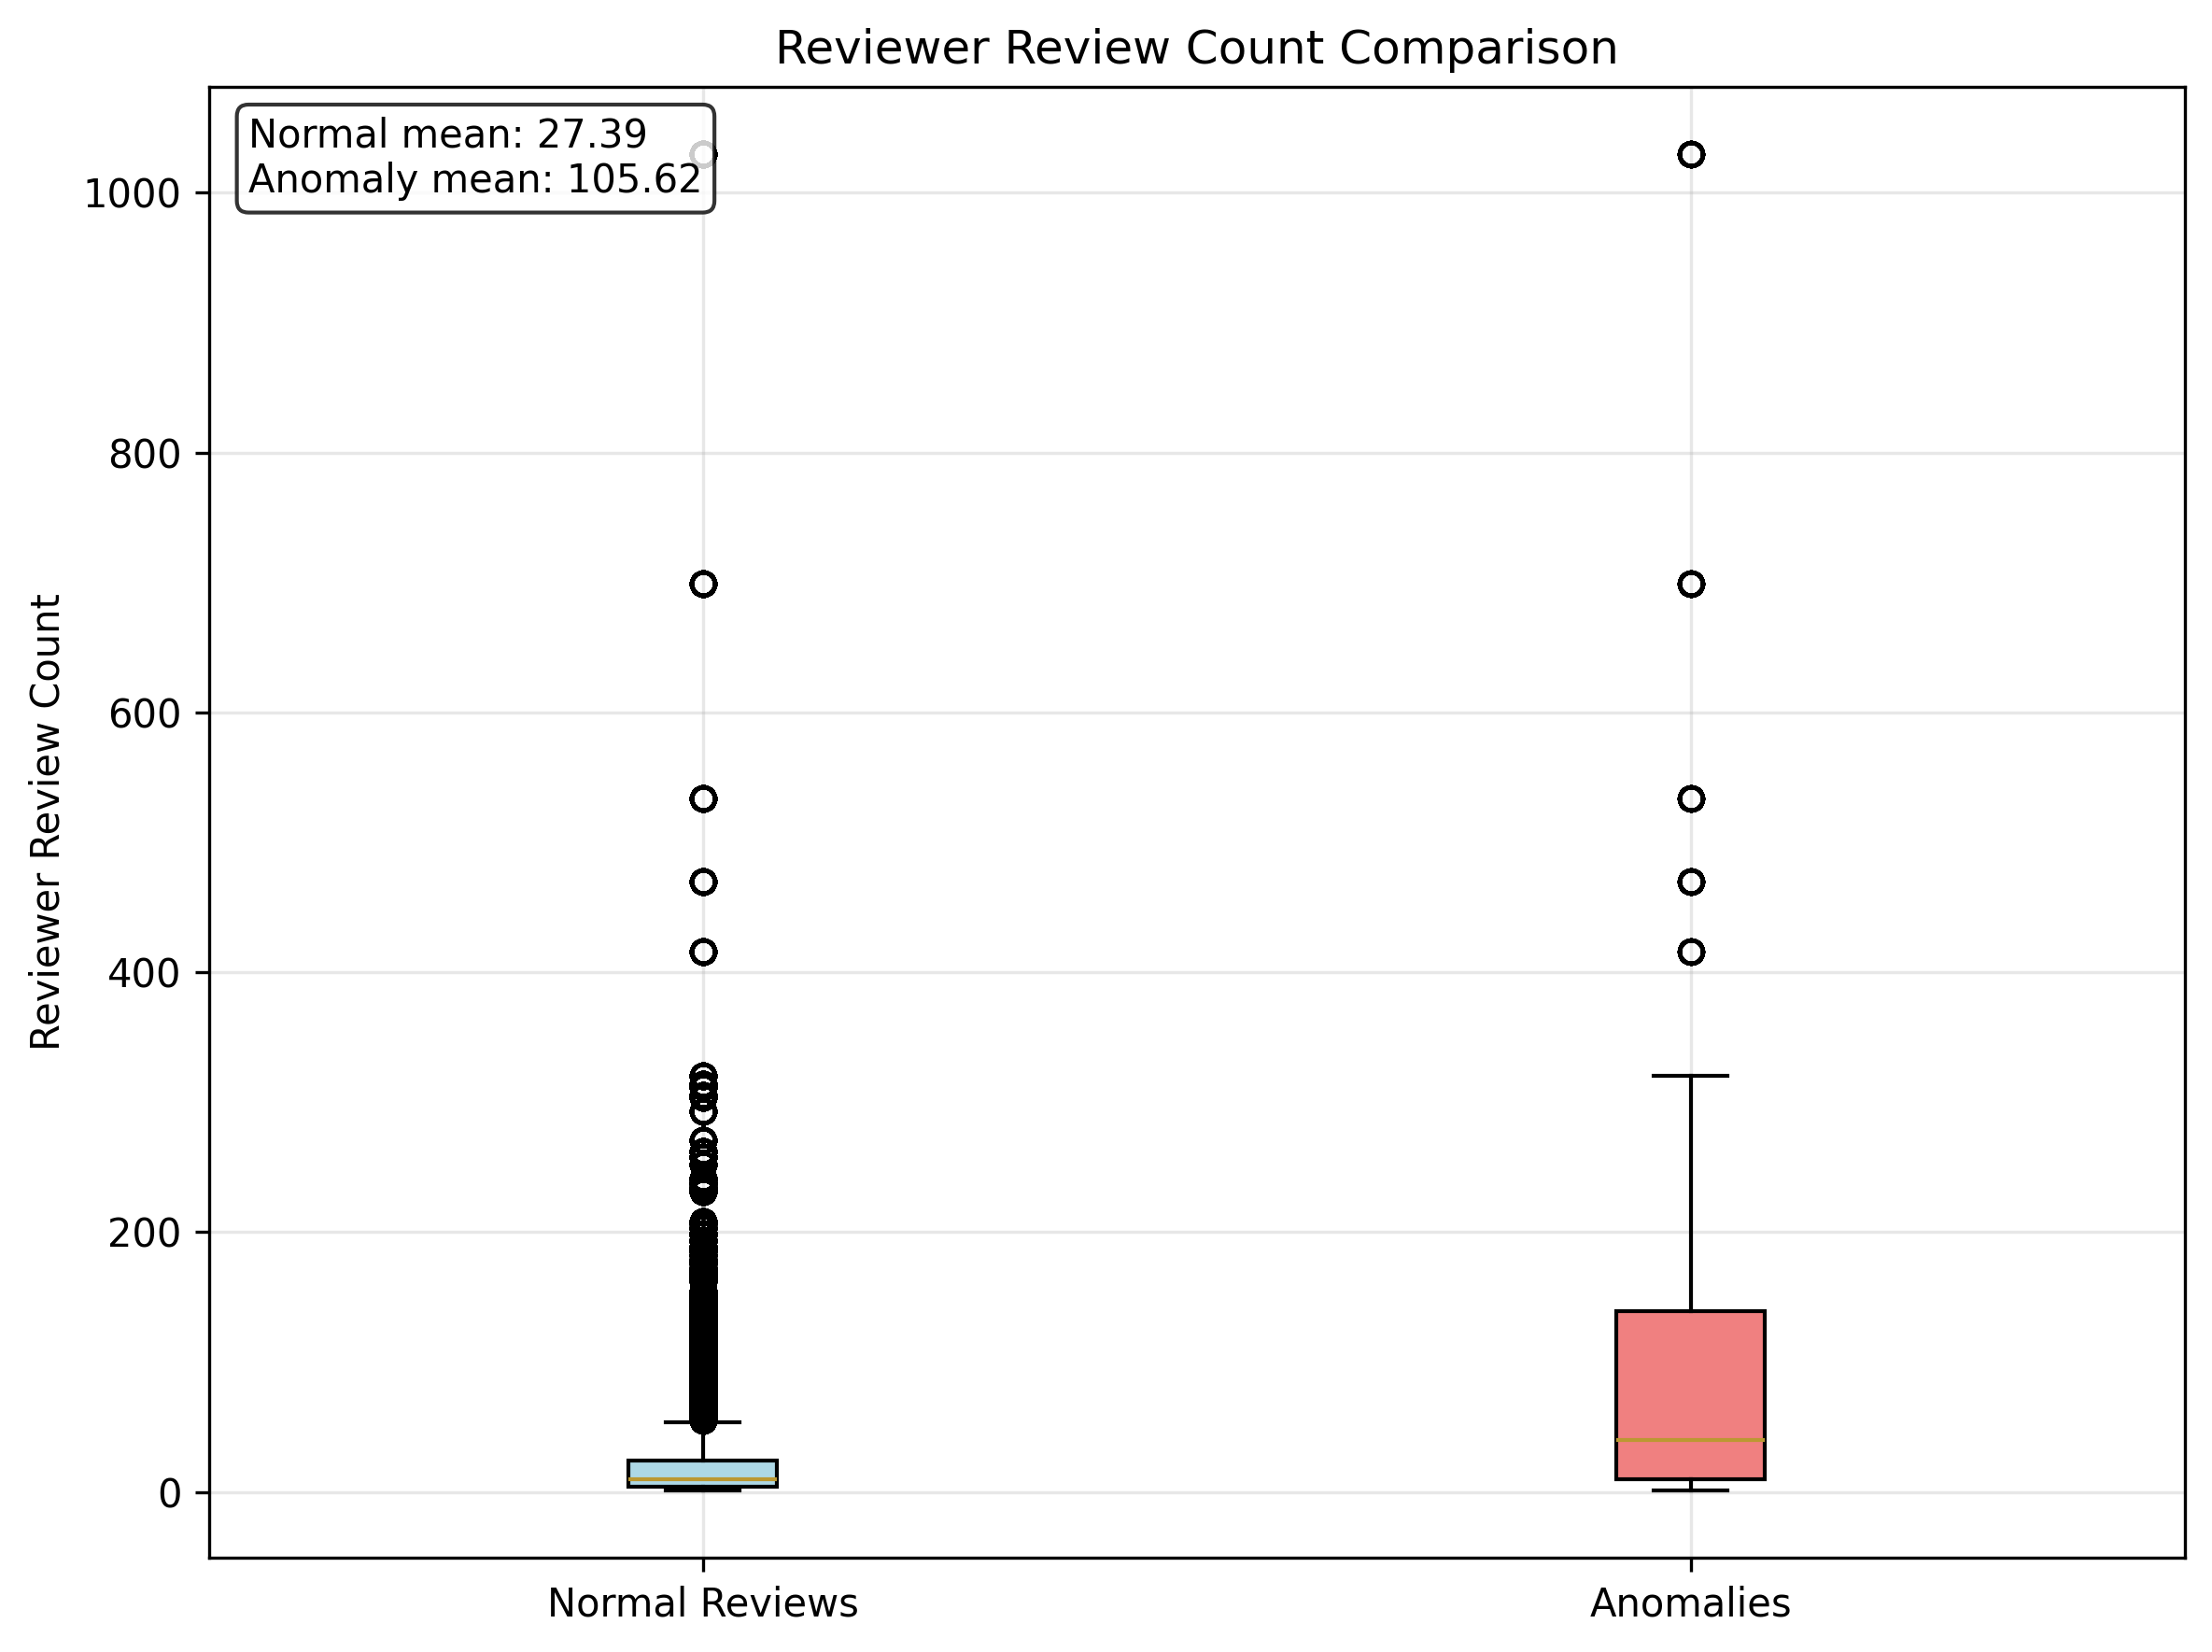 Reviewer Review Count Comparison
Normal mean: 27.39
Anomaly mean: 105.62
1000
800
600
400
200
0
Reviewer Review Count
Normal Reviews
Anomalies